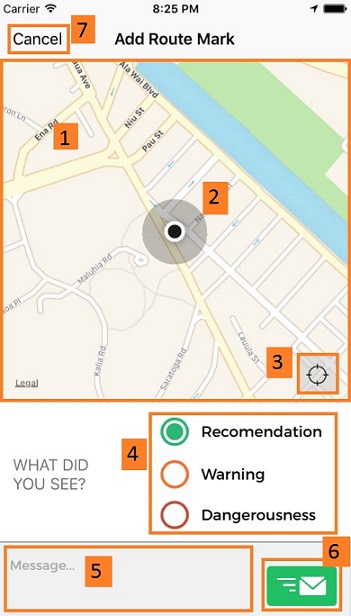 Carrier 8:25 PM
7
Cancel Add Route Mark
Ala Wai Blvd
Ena Rd
1
Niu St
Pau St
2
Maluhia Rd
Kalia Rd
Saratoga Rd
Lauula St
3
Legal
4
WHAT DID
YOU SEE?
Recomendation
Warning
Dangerousness
6
Message...
5